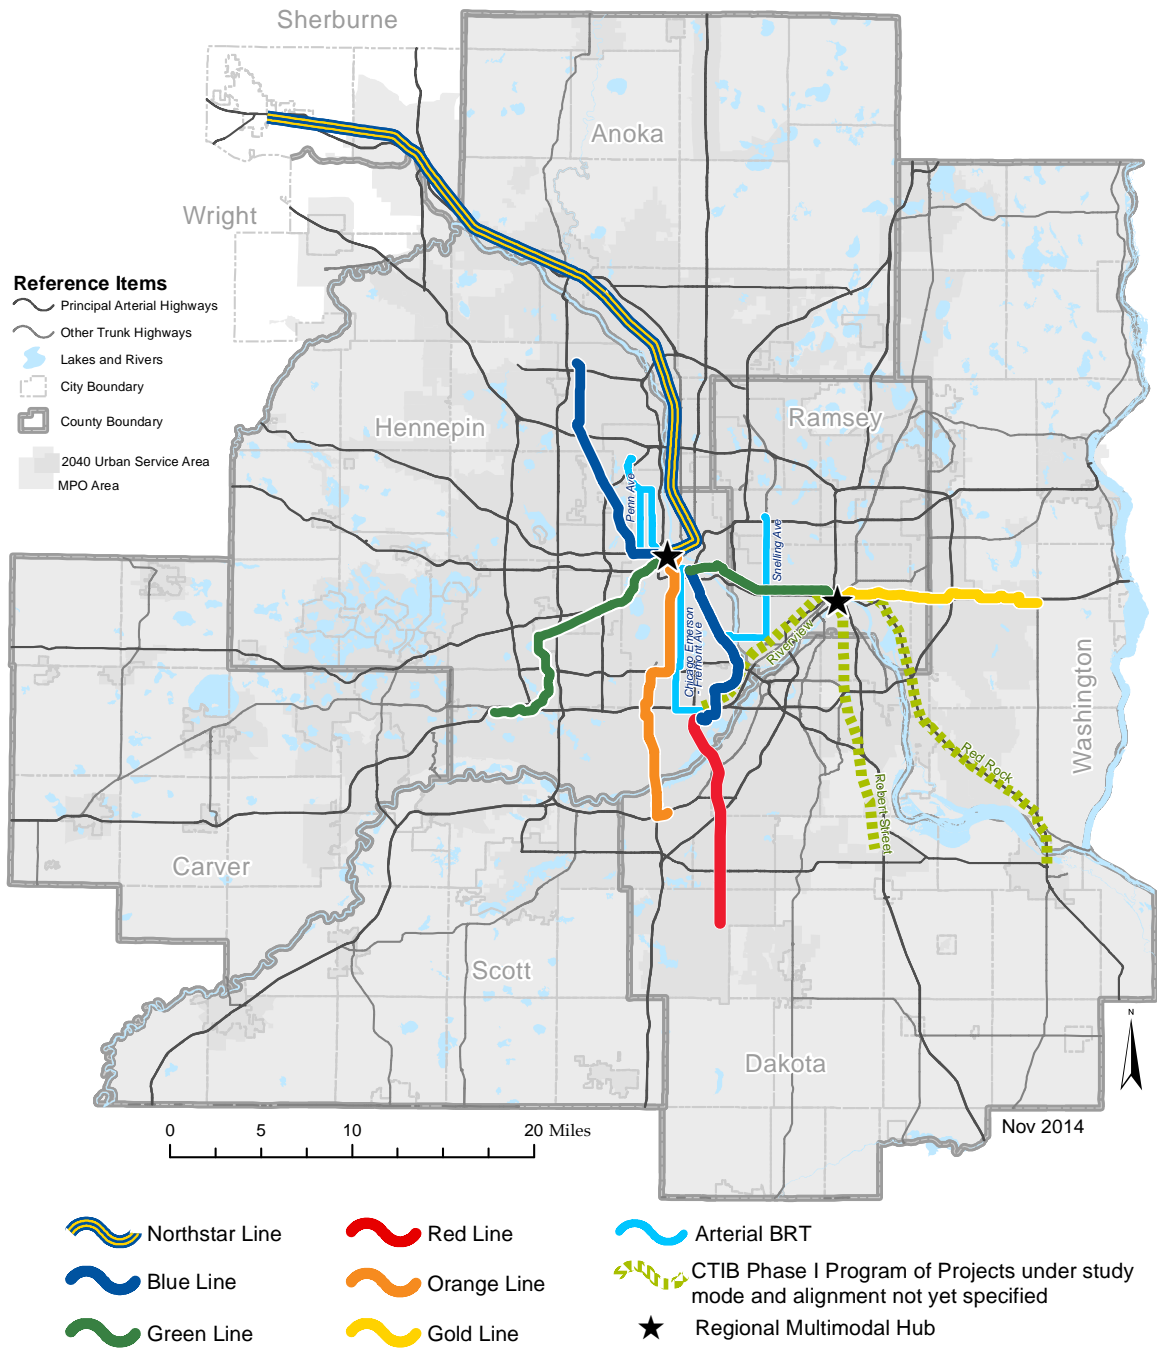 Sherburne
Anoka
Wright
Reference Items
Principal Arterial Highways
Other Trunk Highways
Lakes and Rivers
City Boundary
County Boundary
2040 Urban Service Area
MPO Area
Hennepin
Ramsey
Penn Ave
Snelling Ave
Chicago Emerson
Fremont Ave
Riverview
Washington
Red Rock
Robert Street
Carver
Scott
Dakota
N
Nov 2014
0 5 10 20 Miles
Northstar Line
Blue Line
Green Line
Red Line
Orange Line
Gold Line
Arterial BRT
CTIB Phase I Program of Projects under study
mode and alignment not yet specified
Regional Multimodal Hub